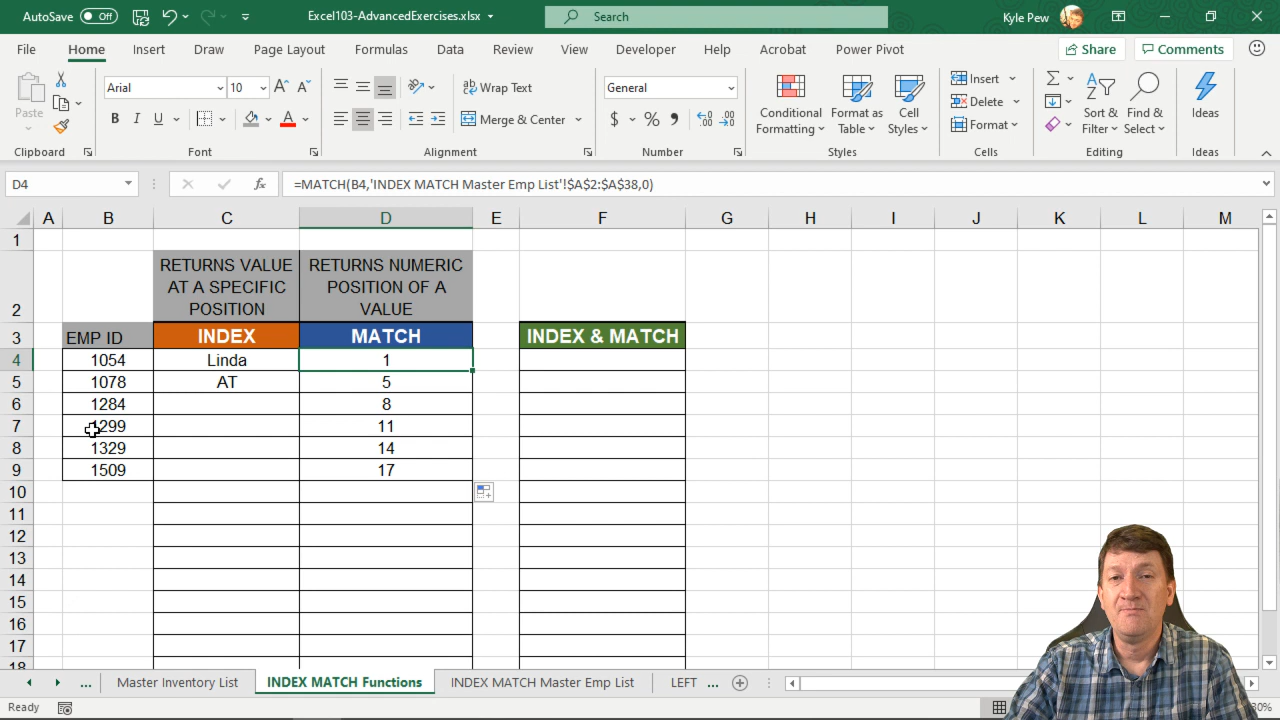 AutoSave Off Excel103-AdvancedExercises.xlsx Search Kyle Pew
File Home Insert Draw Page Layout Formulas Data Review View Developer Help Acrobat Power Pivot Share Comments
Paste
Clipboard
Arial 10
B I U
Font
Wrap Text
Merge & Center
Alignment
General
$ % 9
Number
Conditional Formatting
Format as Table
Cell Styles
Styles
Insert
Delete
Format
Cells
Sort & Filter
Find & Select
Editing
Ideas
Ideas
D4 fx =MATCH(B4,'INDEX MATCH Master Emp List'!$A$2:$A$38,0)
A B C D E F G H I J K L M
1
2 RETURNS VALUE AT A SPECIFIC POSITION RETURNS NUMERIC POSITION OF A VALUE
3 EMP ID INDEX MATCH INDEX & MATCH
4 1054 Linda 1
5 1078 AT 5
6 1284 8
7 1299 11
8 1329 14
9 1509 17
10
11
12
13
14
15
16
17
18
... Master Inventory List INDEX MATCH Functions INDEX MATCH Master Emp List LEFT ...
Ready